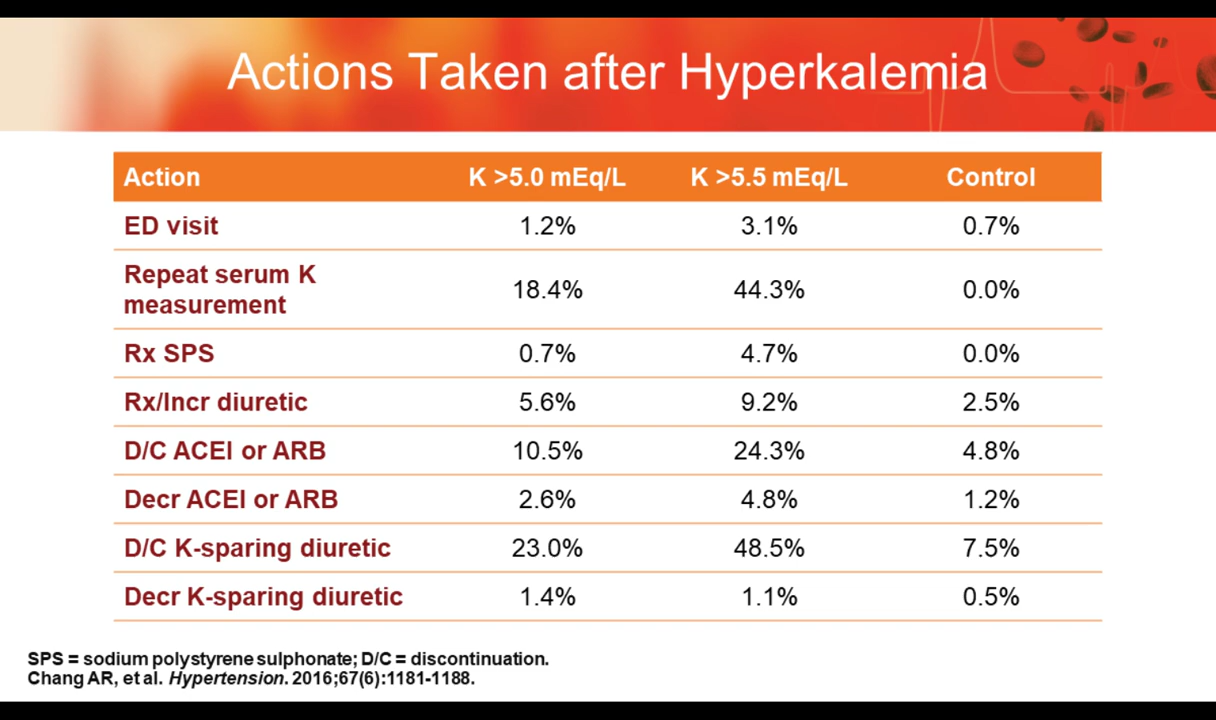 Actions Taken after Hyperkalemia
Action K >5.0 mEq/L K >5.5 mEq/L Control
ED visit 1.2% 3.1% 0.7%
Repeat serum K
measurement 18.4% 44.3% 0.0%
Rx SPS 0.7% 4.7% 0.0%
Rx/Incr diuretic 5.6% 9.2% 2.5%
D/C ACEI or ARB 10.5% 24.3% 4.8%
Decr ACEI or ARB 2.6% 4.8% 1.2%
D/C K-sparing diuretic 23.0% 48.5% 7.5%
Decr K-sparing diuretic 1.4% 1.1% 0.5%
SPS = sodium polystyrene sulphonate; D/C = discontinuation.
Chang AR, et al. Hypertension. 2016;67(6):1181-1188.